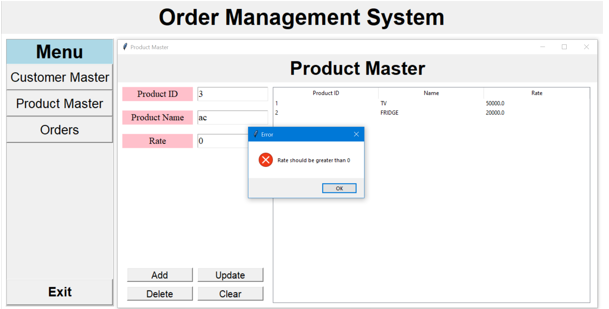 Order Management System
Menu
Customer Master
Product Master
Orders
Exit
Product Master
Product Master
Product ID 3
Product Name ac
Rate 0
Add Update
Delete Clear
Product ID Name Rate
1 TV 50000.0
2 FRIDGE 20000.0
Error
Rate should be greater than 0
OK